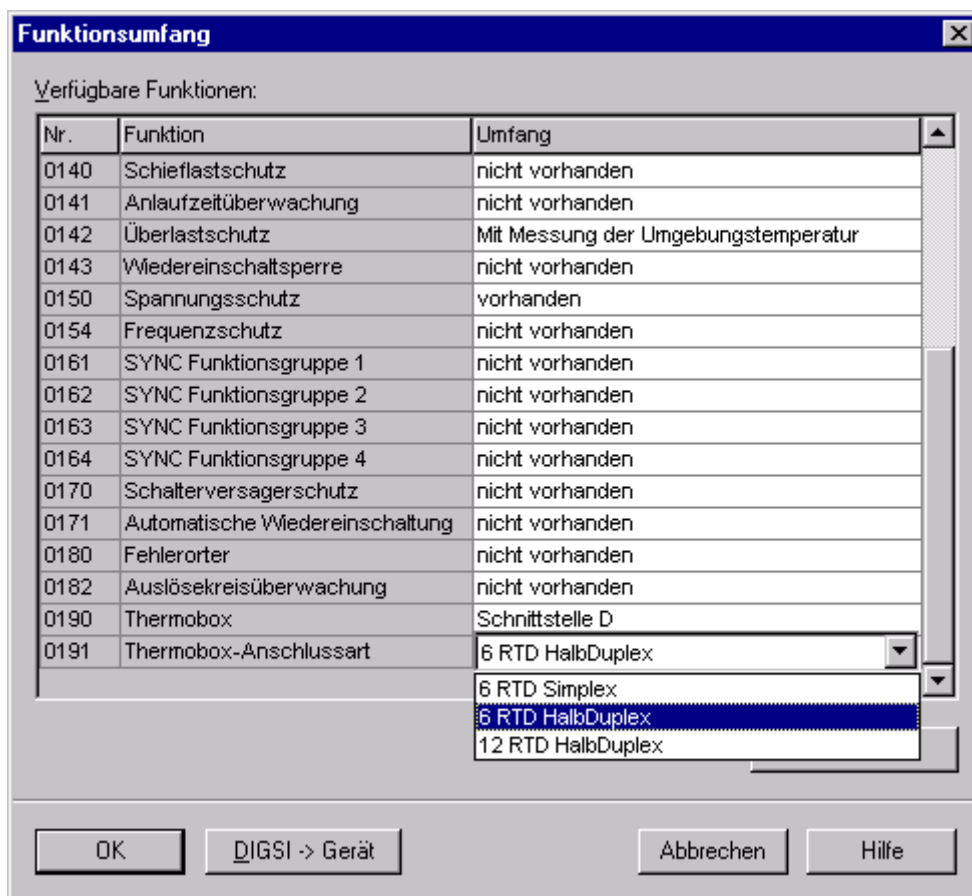 Funktionsumfang
Verfügbare Funktionen:
Nr. Funktion Umfang
0140 Schieflastschutz nicht vorhanden
0141 Anlaufzeitüberwachung nicht vorhanden
0142 Überlastschutz Mit Messung der Umgebungstemperatur
0143 Wiedereinschaltsperre nicht vorhanden
0150 Spannungsschutz vorhanden
0154 Frequenzschutz nicht vorhanden
0161 SYNC Funktionsgruppe 1 nicht vorhanden
0162 SYNC Funktionsgruppe 2 nicht vorhanden
0163 SYNC Funktionsgruppe 3 nicht vorhanden
0164 SYNC Funktionsgruppe 4 nicht vorhanden
0170 Schalterversagerschutz nicht vorhanden
0171 Automatische Wiedereinschaltung nicht vorhanden
0180 Fehlerorter nicht vorhanden
0182 Auslösekreisüberwachung nicht vorhanden
0190 Thermobox Schnittstelle D
0191 Thermobox-Anschlussart 6 RTD HalbDuplex
6 RTD Simplex
6 RTD HalbDuplex
12 RTD HalbDuplex
OK DIGSI -> Gerät Abbrechen Hilfe